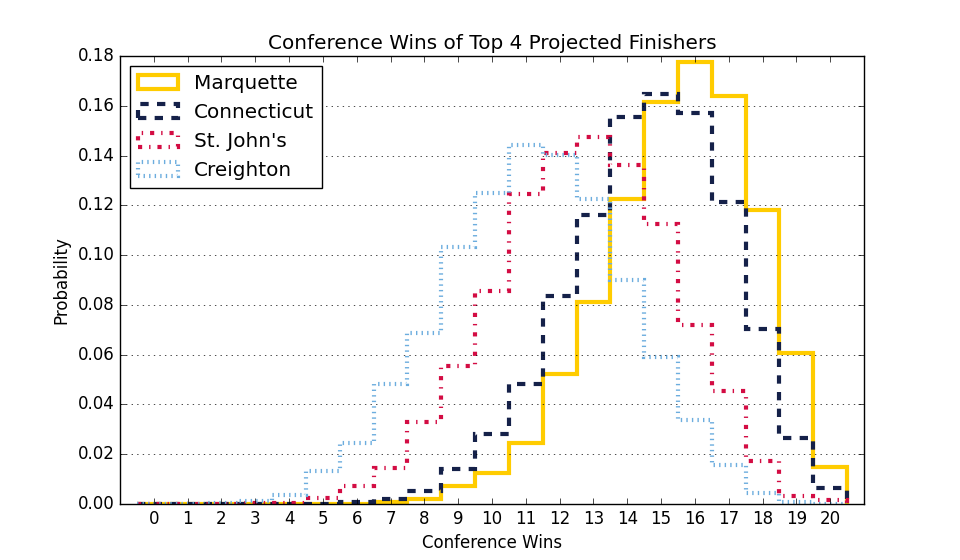 Conference Wins of Top 4 Projected Finishers
Marquette
Connecticut
St. John's
Creighton
Probability
0.18
0.16
0.14
0.12
0.10
0.08
0.06
0.04
0.02
0.00
0 1 2 3 4 5 6 7 8 9 10 11 12 13 14 15 16 17 18 19 20
Conference Wins